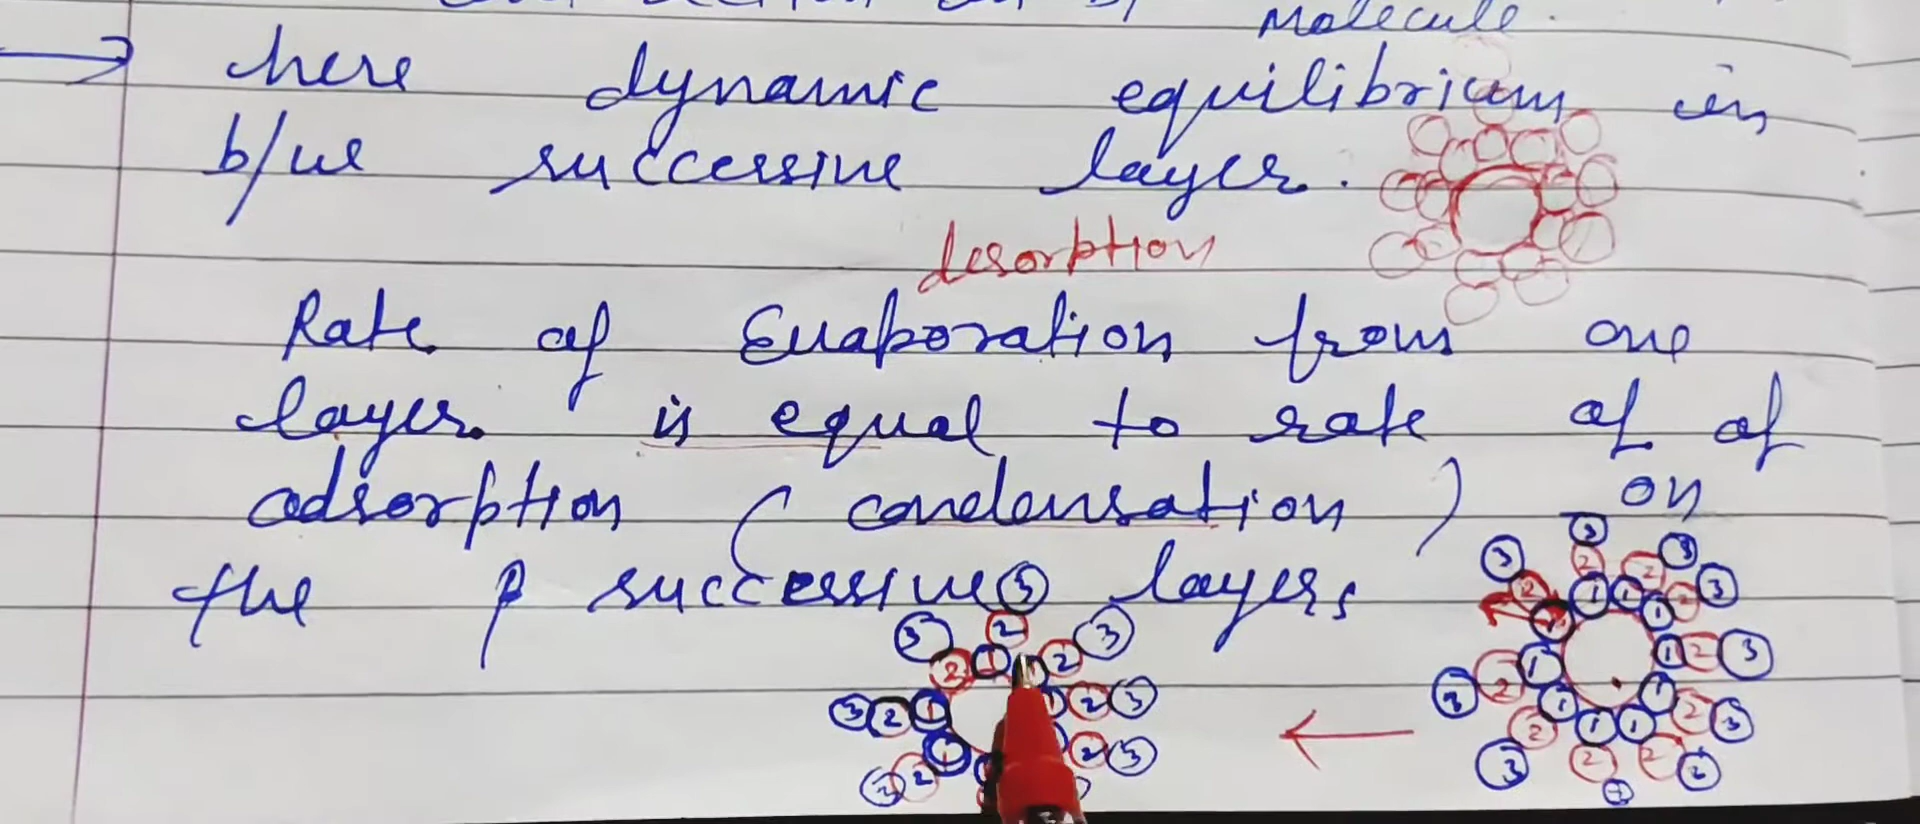 Molecule.
→ here dynamic equilibrium in
b/w successive layer.
desorption
Rate of Evaporation from one
layer is equal to rate of of
adsorption ( condensation ) on
the successive layers